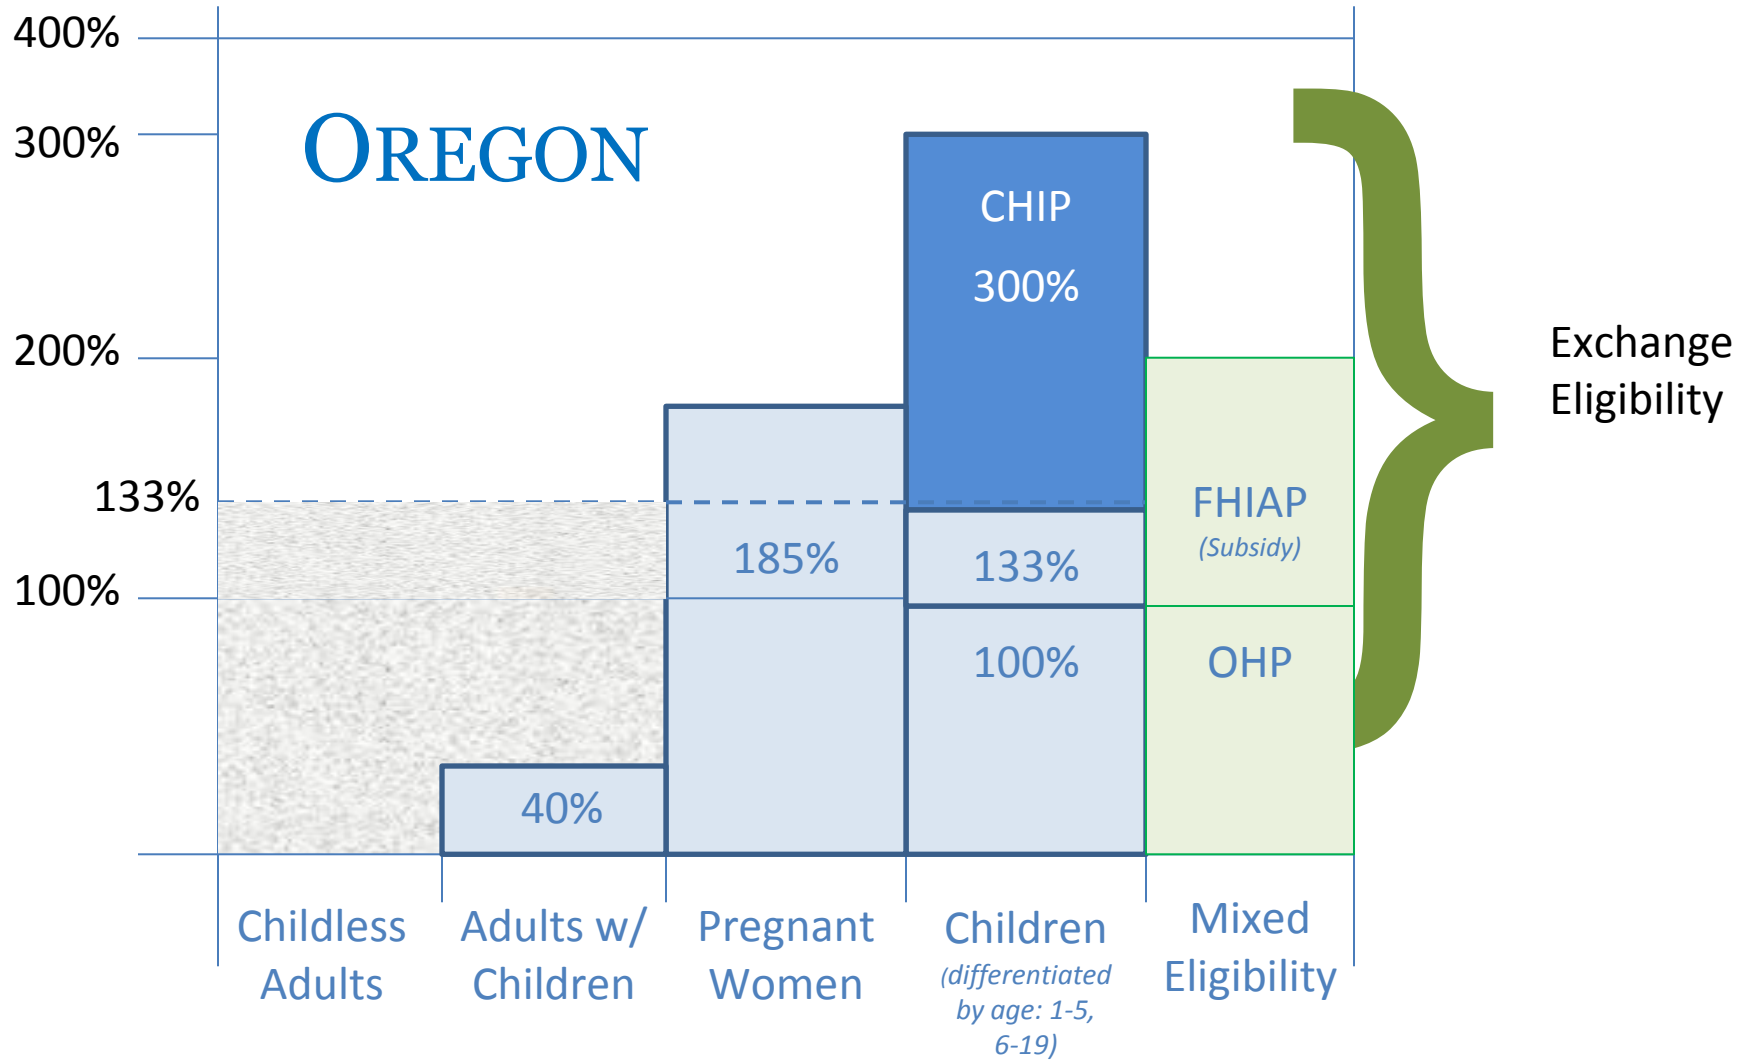 400%
300%
200%
133%
100%
OREGON
CHIP
300%
185%
133%
100%
40%
FHIAP
(Subsidy)
OHP
Exchange
Eligibility
Childless
Adults
Adults w/
Children
Pregnant
Women
Children
(differentiated
by age: 1-5,
6-19)
Mixed
Eligibility